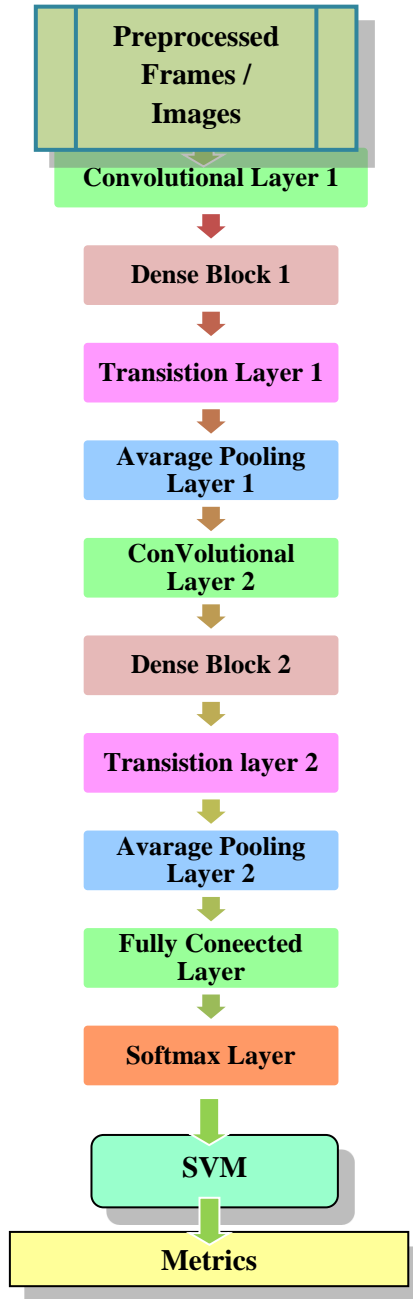 Preprocessed
Frames /
Images
Convolutional Layer 1
Dense Block 1
Transistion Layer 1
Avarage Pooling
Layer 1
ConVolutional
Layer 2
Dense Block 2
Transistion layer 2
Avarage Pooling
Layer 2
Fully Coneected
Layer
Softmax Layer
SVM
Metrics